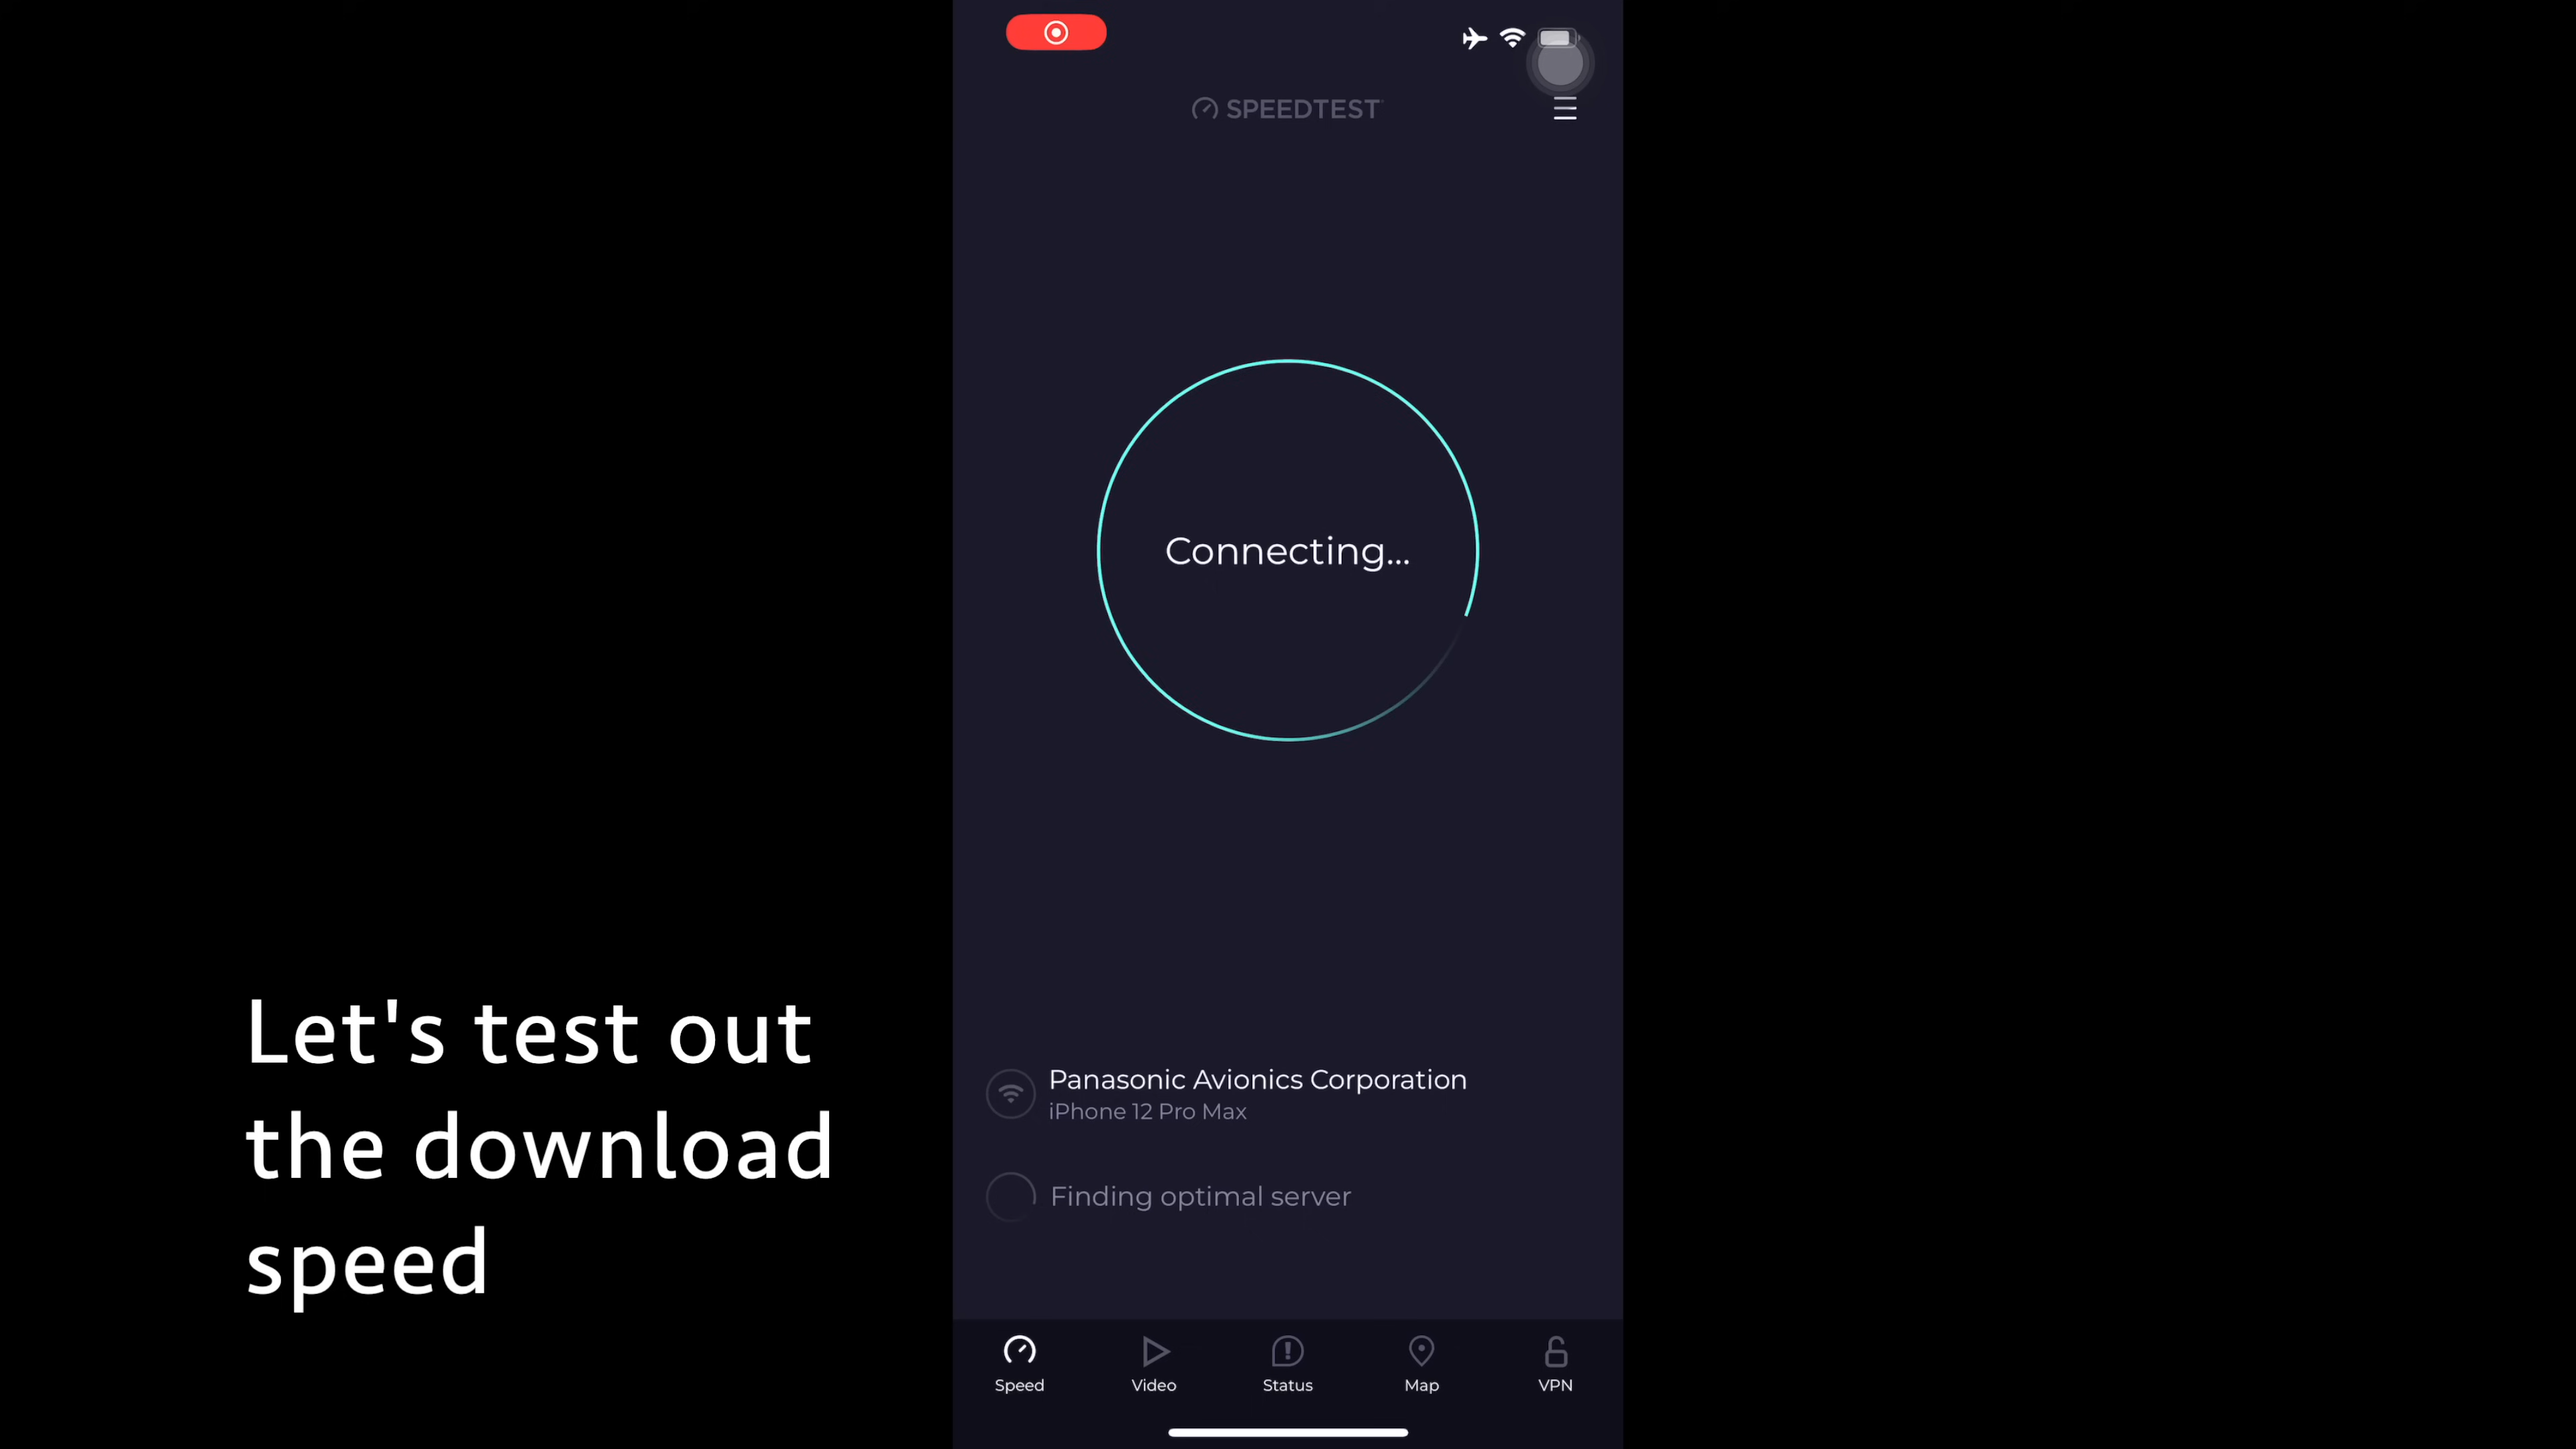 SPEEDTEST
Connecting...
Let's test out
the download
speed
Panasonic Avionics Corporation
iPhone 12 Pro Max
Finding optimal server
Speed
Video
Status
Map
VPN